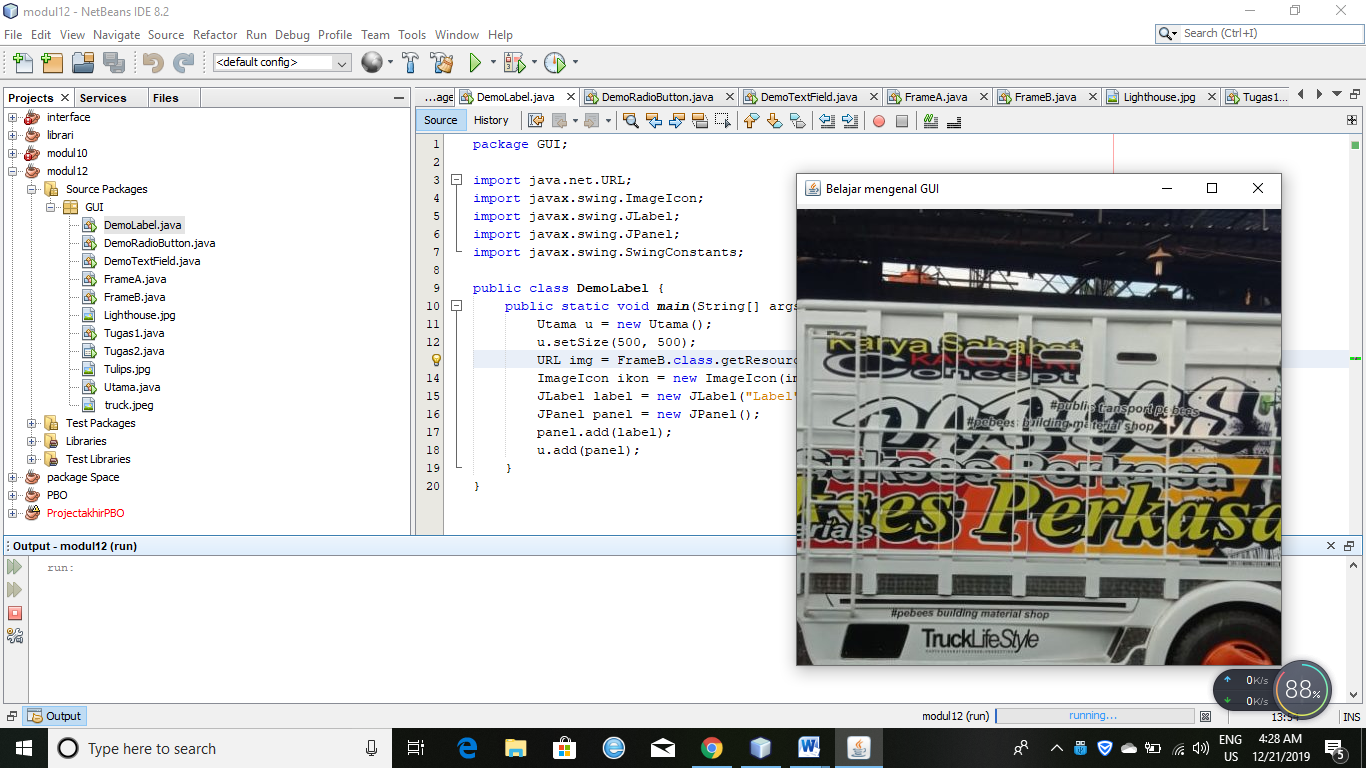 modul12 - NetBeans IDE 8.2
File Edit View Navigate Source Refactor Run Debug Profile Team Tools Window Help
Search (Ctrl+I)
<default config>
Projects Services Files
interface
librari
modul10
modul12
Source Packages
GUI
DemoLabel.java
DemoRadioButton.java
DemoTextField.java
FrameA.java
FrameB.java
Lighthouse.jpg
Tugas1.java
Tugas2.java
Tulips.jpg
Utama.java
truck.jpeg
Test Packages
Libraries
Test Libraries
package Space
PBO
ProjectakhirPBO
...age DemoLabel.java DemoRadioButton.java DemoTextField.java FrameA.java FrameB.java Lighthouse.jpg Tugas1...
Source History
1 package GUI;
2
3 import java.net.URL;
4 import javax.swing.ImageIcon;
5 import javax.swing.JLabel;
6 import javax.swing.JPanel;
7 import javax.swing.SwingConstants;
8
9 public class DemoLabel {
10 public static void main(String[] args
11 Utama u = new Utama();
12 u.setSize(500, 500);
URL img = FrameB.class.getResourc
14 ImageIcon ikon = new ImageIcon(im
15 JLabel label = new JLabel("Label"
16 JPanel panel = new JPanel();
17 panel.add(label);
18 u.add(panel);
19 }
20 }
Belajar mengenal GUI
Karya Sahabat
KAROSERI
Concept
#public transport pebees
#pebees building material shop
Sukses Perkasa
kses Perkasa
erials
#pebees building material shop
TruckLifeStyle
Output - modul12 (run)
run:
0K/s
0K/s
88%
Output
modul12 (run)
running...
13:54
INS
Type here to search
ENG
US
4:28 AM
12/21/2019
5